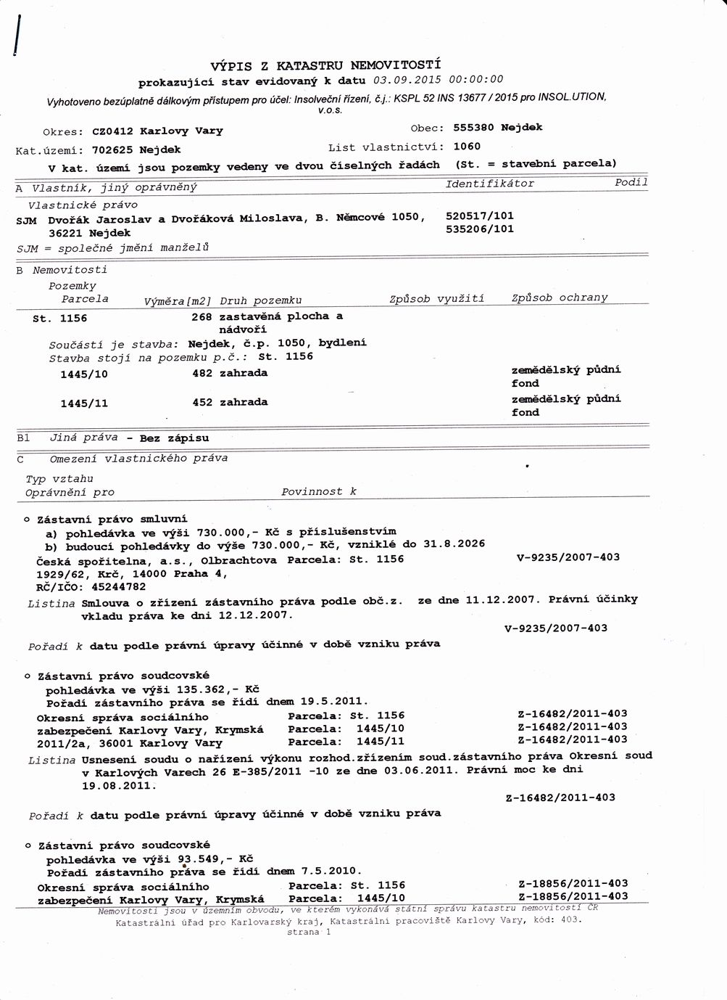 VÝPIS Z KATASTRU NEMOVITOSTÍ
prokazující stav evidovaný k datu 03.09.2015 00:00:00
Vyhotoveno bezúplatně dálkovým přístupem pro účel: Insolveční řízení, č.j.: KSPL 52 INS 13677 / 2015 pro INSOL.UTION,
v.o.s.
Okres: CZ0412 Karlovy Vary Obec: 555380 Nejdek
Kat.území: 702625 Nejdek List vlastnictví: 1060
V kat. území jsou pozemky vedeny ve dvou číselných řadách (St. = stavební parcela)
A Vlastník, jiný oprávněný Identifikátor Podíl
Vlastnické právo
SJM Dvořák Jaroslav a Dvořáková Miloslava, B. Němcové 1050, 520517/101
36221 Nejdek 535206/101
SJM = společné jmění manželů
B Nemovitosti
Pozemky
Parcela Výměra[m2] Druh pozemku Způsob využití Způsob ochrany
St. 1156 268 zastavěná plocha a
nádvoří
Součástí je stavba: Nejdek, č.p. 1050, bydlení
Stavba stojí na pozemku p.č.: St. 1156
1445/10 482 zahrada zemědělský půdní
fond
1445/11 452 zahrada zemědělský půdní
fond
B1 Jiná práva - Bez zápisu
C Omezení vlastnického práva
Typ vztahu
Oprávnění pro Povinnost k
o Zástavní právo smluvní
a) pohledávka ve výši 730.000,- Kč s příslušenstvím
b) budoucí pohledávky do výše 730.000,- Kč, vzniklé do 31.8.2026
Česká spořitelna, a.s., Olbrachtova Parcela: St. 1156 V-9235/2007-403
1929/62, Krč, 14000 Praha 4,
RČ/IČO: 45244782
Listina Smlouva o zřízení zástavního práva podle obč.z. ze dne 11.12.2007. Právní účinky
vkladu práva ke dni 12.12.2007.
V-9235/2007-403
Pořadí k datu podle právní úpravy účinné v době vzniku práva
o Zástavní právo soudcovské
pohledávka ve výši 135.362,- Kč
Pořadí zástavního práva se řídí dnem 19.5.2011.
Okresní správa sociálního Parcela: St. 1156 Z-16482/2011-403
zabezpečení Karlovy Vary, Krymská Parcela: 1445/10 Z-16482/2011-403
2011/2a, 36001 Karlovy Vary Parcela: 1445/11 Z-16482/2011-403
Listina Usnesení soudu o nařízení výkonu rozhod.zřízením soud.zástavního práva Okresní soud
v Karlových Varech 26 E-385/2011 -10 ze dne 03.06.2011. Právní moc ke dni
19.08.2011.
Z-16482/2011-403
Pořadí k datu podle právní úpravy účinné v době vzniku práva
o Zástavní právo soudcovské
pohledávka ve výši 93.549,- Kč
Pořadí zástavního práva se řídí dnem 7.5.2010.
Okresní správa sociálního Parcela: St. 1156 Z-18856/2011-403
zabezpečení Karlovy Vary, Krymská Parcela: 1445/10 Z-18856/2011-403
Nemovitosti jsou v územním obvodu, ve kterém vykonává státní správu katastru nemovitostí ČR
Katastrální úřad pro Karlovarský kraj, Katastrální pracoviště Karlovy Vary, kód: 403.
strana 1